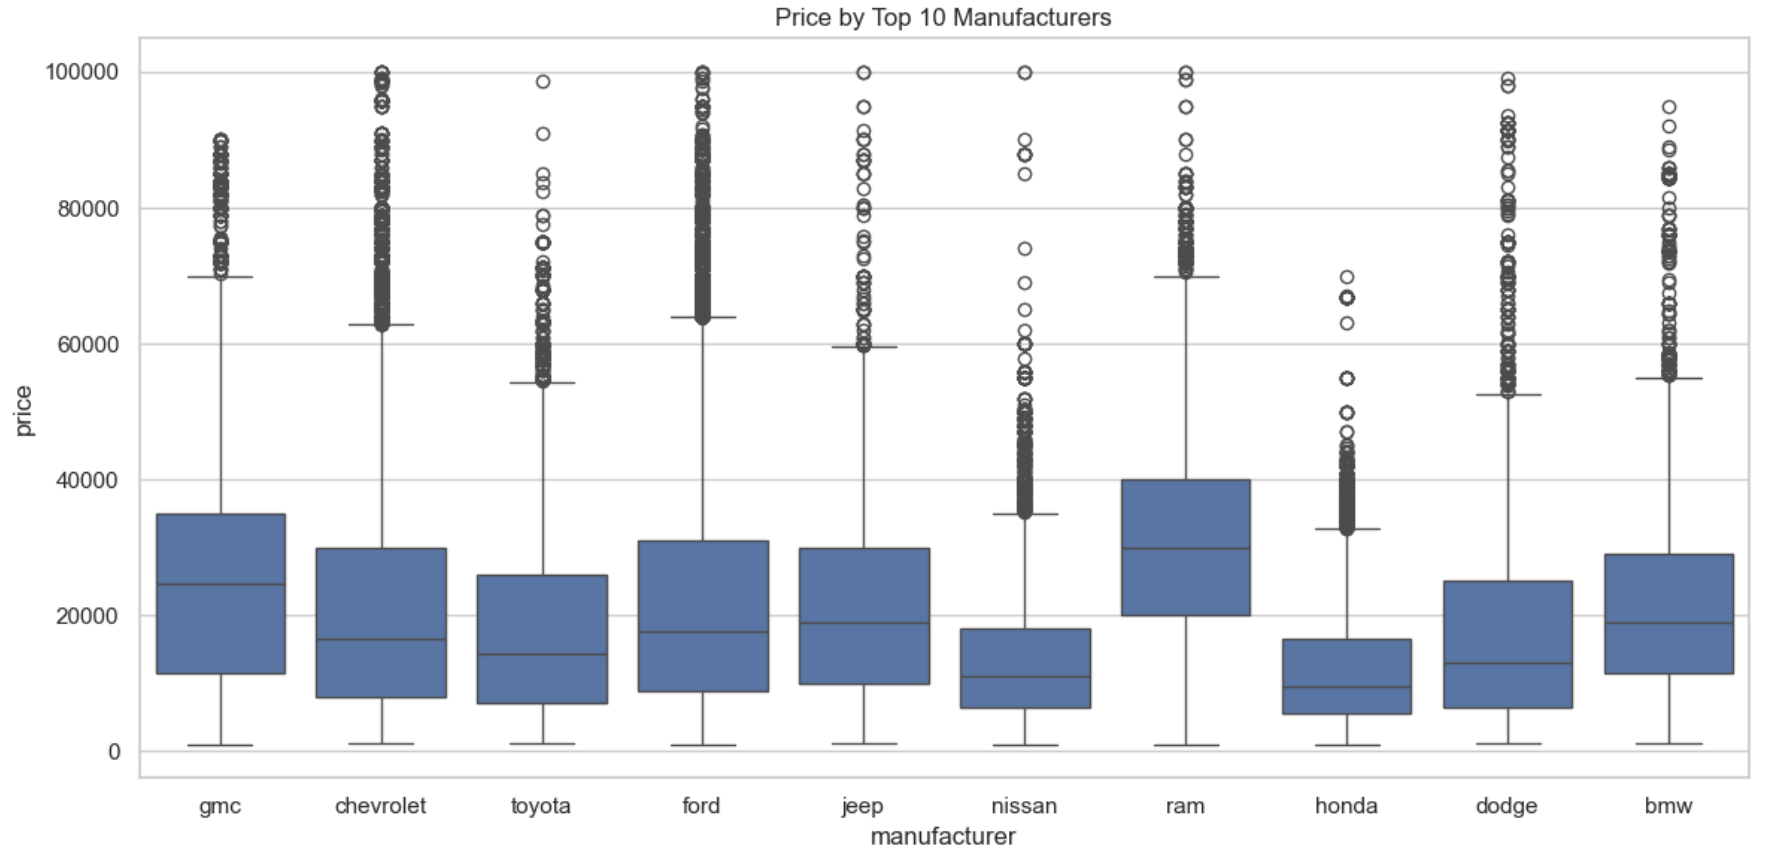 Price by Top 10 Manufacturers
100000
80000
60000
40000
20000
0
price
gmc chevrolet toyota ford jeep nissan ram honda dodge bmw
manufacturer